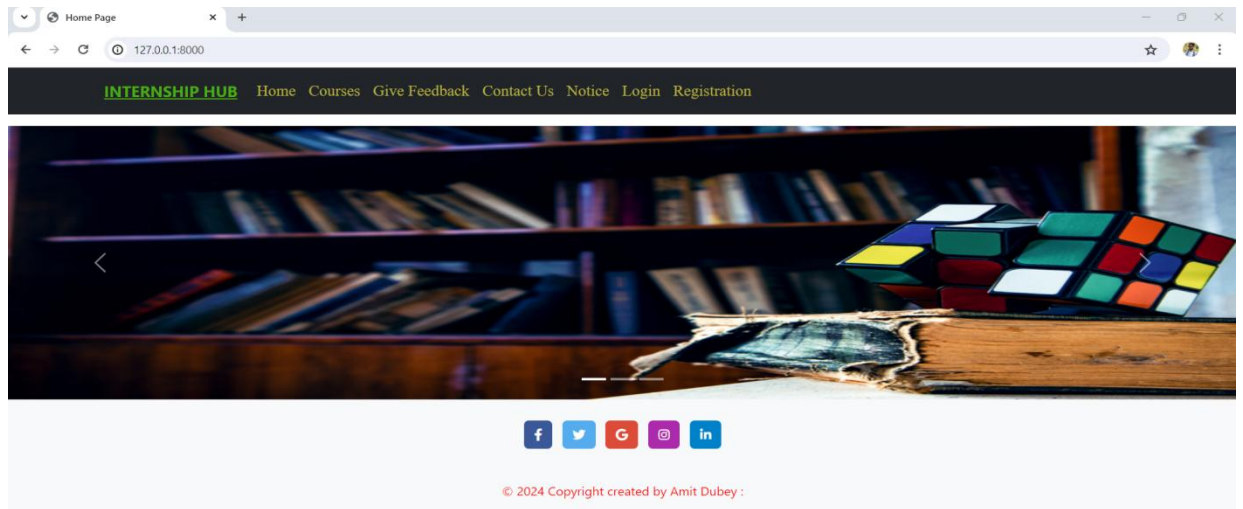 Home Page
127.0.0.1:8000
INTERNSHIP HUB Home Courses Give Feedback Contact Us Notice Login Registration
f G in
© 2024 Copyright created by Amit Dubey :